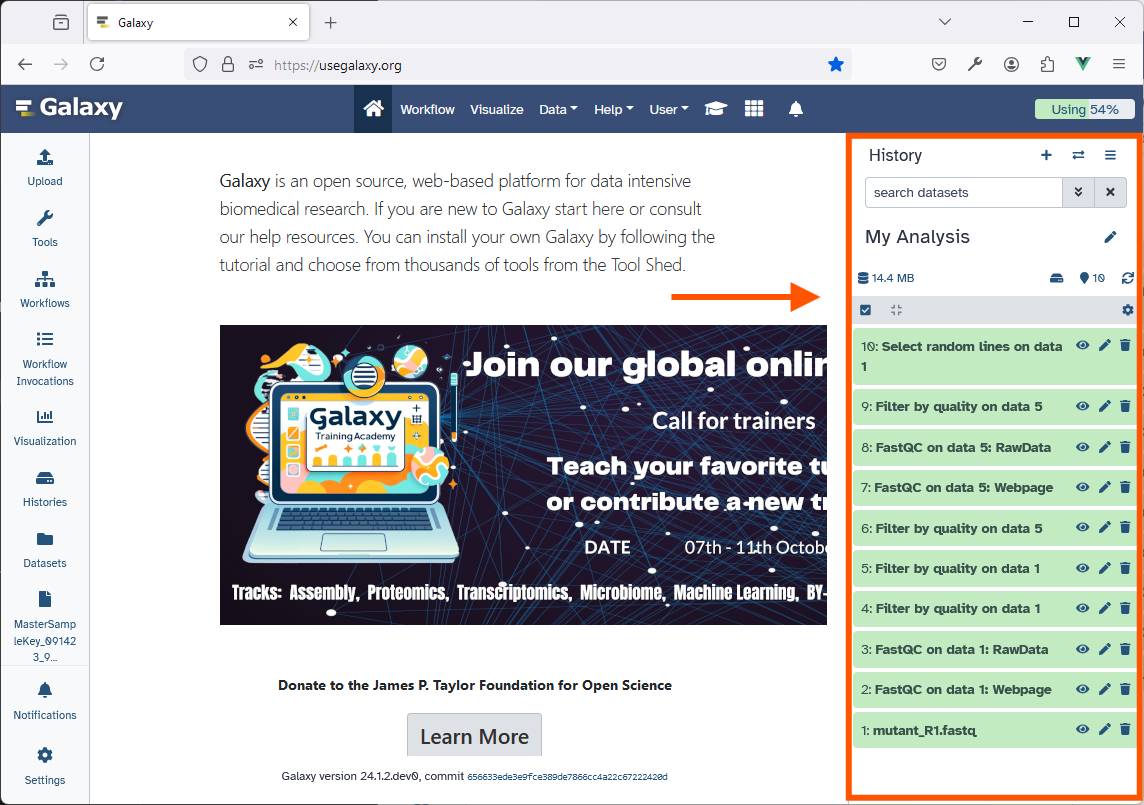 Galaxy
https://usegalaxy.org
Galaxy
Workflow
Visualize
Data
Help
User
Using 54%
Upload
Tools
Workflows
Workflow
Invocations
Visualization
Histories
Datasets
MasterSamp
leKey_09142
3_9...
Notifications
Settings
Galaxy is an open source, web-based platform for data intensive
biomedical research. If you are new to Galaxy start here or consult
our help resources. You can install your own Galaxy by following the
tutorial and choose from thousands of tools from the Tool Shed.
Galaxy
Training Academy
Join our global onlin
Call for trainers
Teach your favorite tu
or contribute a new tr
DATE
07th - 11th Octobe
Tracks: Assembly, Proteomics, Transcriptomics, Microbiome, Machine Learning, BY-
Donate to the James P. Taylor Foundation for Open Science
Learn More
Galaxy version 24.1.2.dev0, commit 656633ede3e9fce389de7866cc4a22c67222420d
History
search datasets
My Analysis
14.4 MB
10
10: Select random lines on data
1
9: Filter by quality on data 5
8: FastQC on data 5: RawData
7: FastQC on data 5: Webpage
6: Filter by quality on data 5
5: Filter by quality on data 1
4: Filter by quality on data 1
3: FastQC on data 1: RawData
2: FastQC on data 1: Webpage
1: mutant_R1.fastq